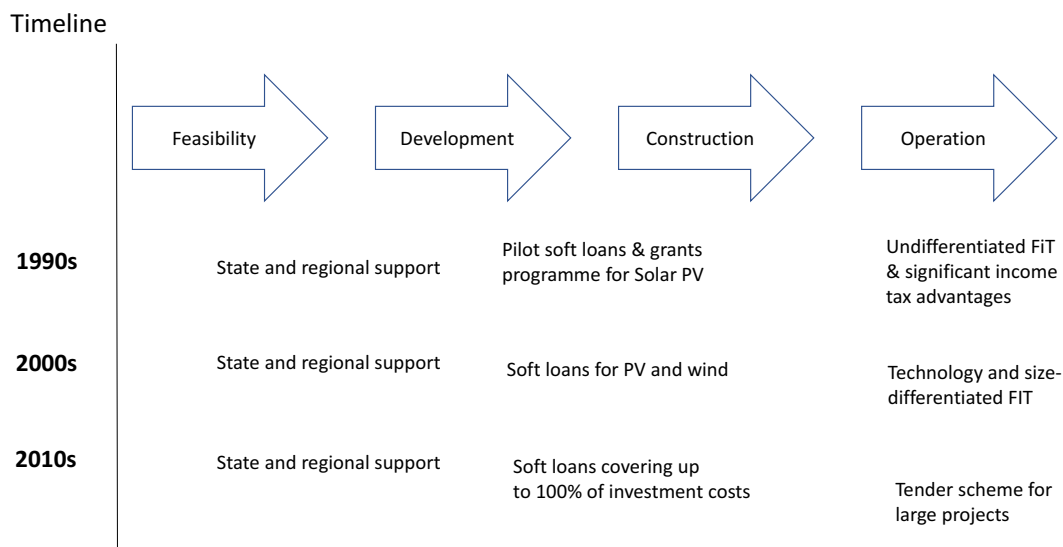 Timeline
Feasibility
Development
Construction
Operation
1990s
State and regional support
Pilot soft loans & grants
programme for Solar PV
Undifferentiated FiT
& significant income
tax advantages
2000s
State and regional support
Soft loans for PV and wind
Technology and size-
differentiated FIT
2010s
State and regional support
Soft loans covering up
to 100% of investment costs
Tender scheme for
large projects